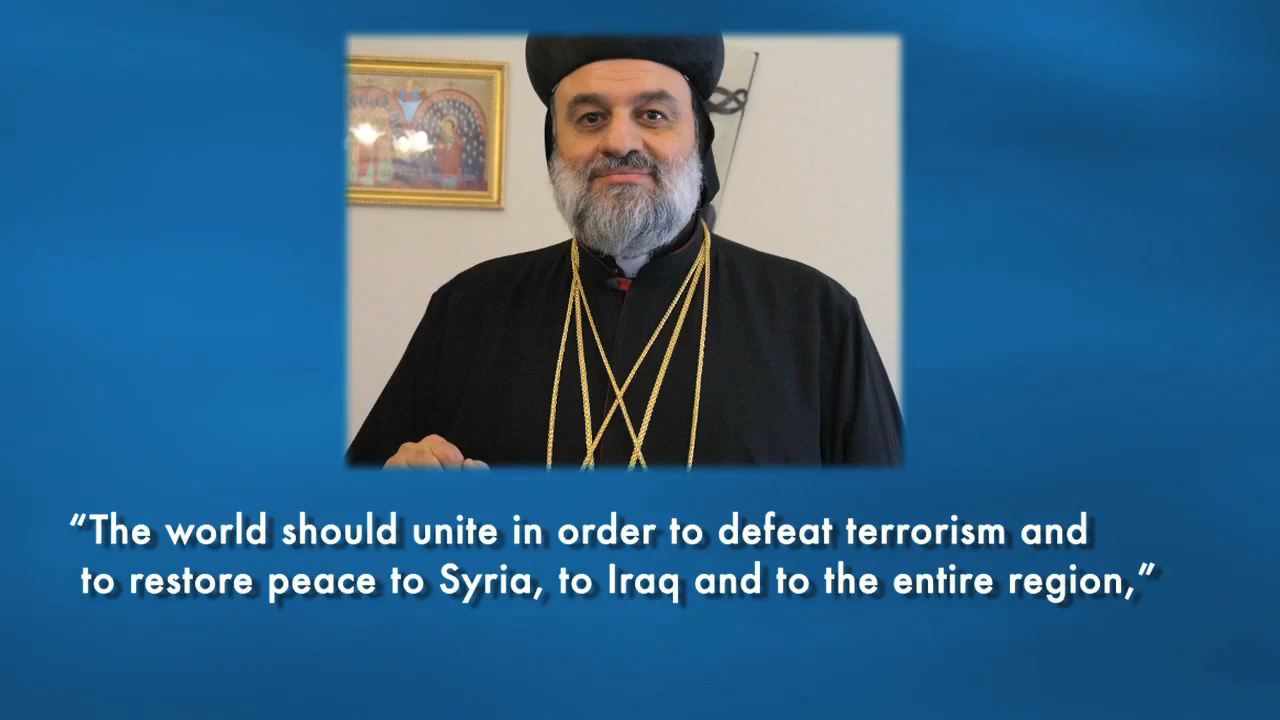 “The world should unite in order to defeat terrorism and
to restore peace to Syria, to Iraq and to the entire region,”